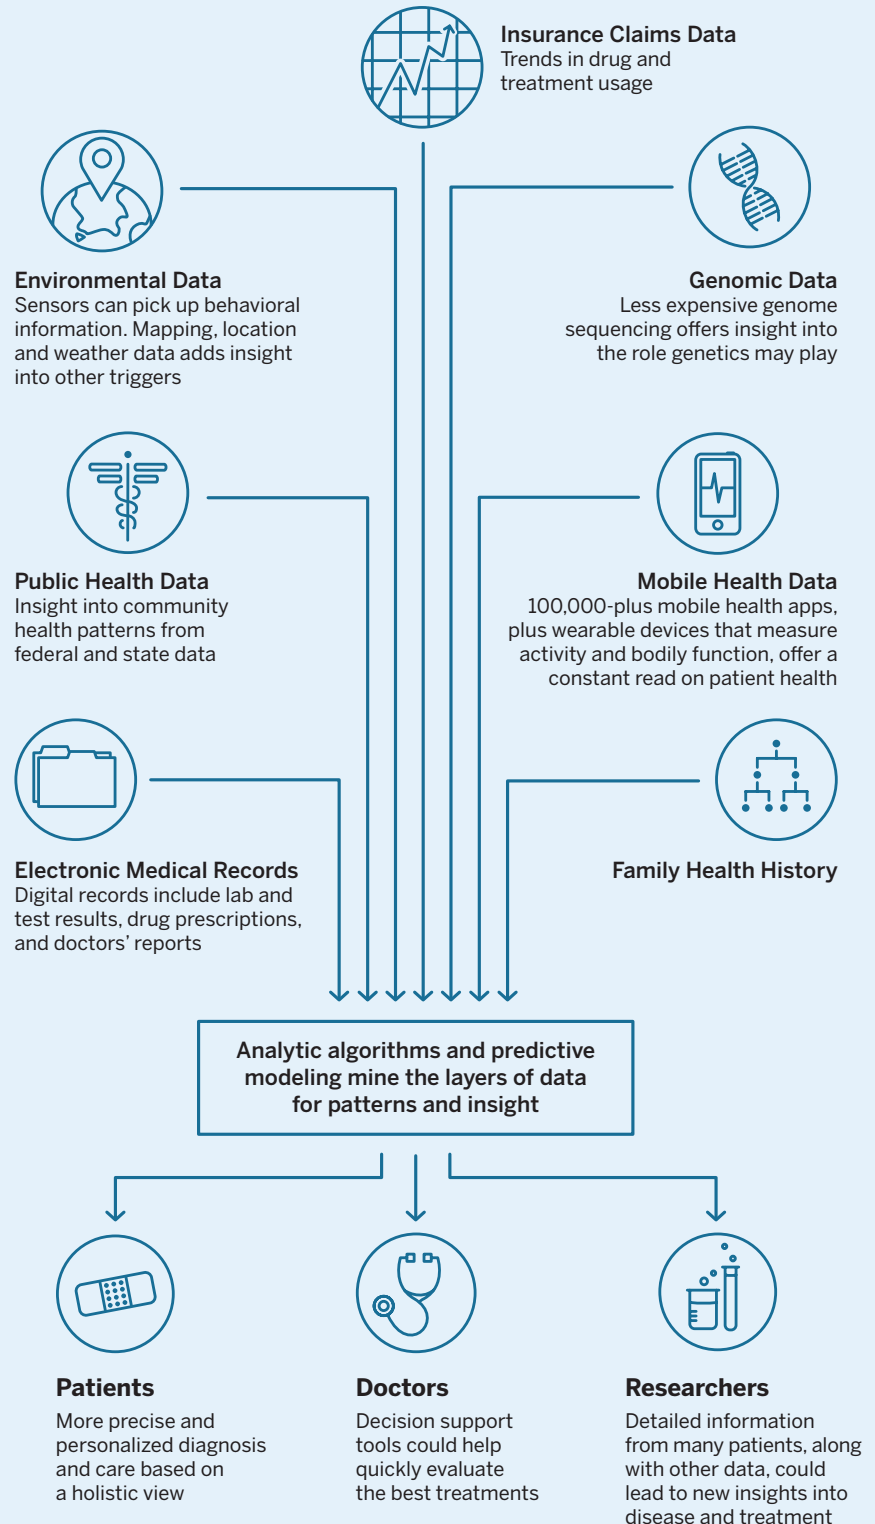 Insurance Claims Data
Trends in drug and
treatment usage
Environmental Data
Sensors can pick up behavioral
information. Mapping, location
and weather data adds insight
into other triggers
Genomic Data
Less expensive genome
sequencing offers insight into
the role genetics may play
Public Health Data
Insight into community
health patterns from
federal and state data
Mobile Health Data
100,000-plus mobile health apps,
plus wearable devices that measure
activity and bodily function, offer a
constant read on patient health
Electronic Medical Records
Digital records include lab and
test results, drug prescriptions,
and doctors’ reports
Family Health History
Analytic algorithms and predictive
modeling mine the layers of data
for patterns and insight
Patients
More precise and
personalized diagnosis
and care based on
a holistic view
Doctors
Decision support
tools could help
quickly evaluate
the best treatments
Researchers
Detailed information
from many patients, along
with other data, could
lead to new insights into
disease and treatment